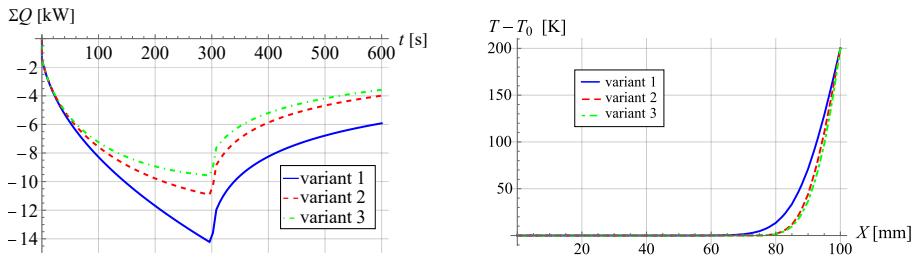 ΣQ [kW]
100 200 300 400 500 600
t [s]
−2
−4
−6
−8
−10
−12
−14
variant 1
variant 2
variant 3
T − T0 [K]
200
150
100
50
variant 1
variant 2
variant 3
0 20 40 60 80 100
X [mm]